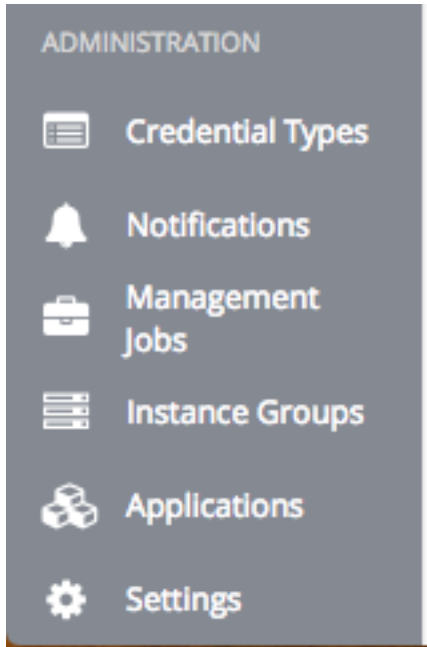 ADMINISTRATION
Credential Types
Notifications
Management
Jobs
Instance Groups
Applications
Settings